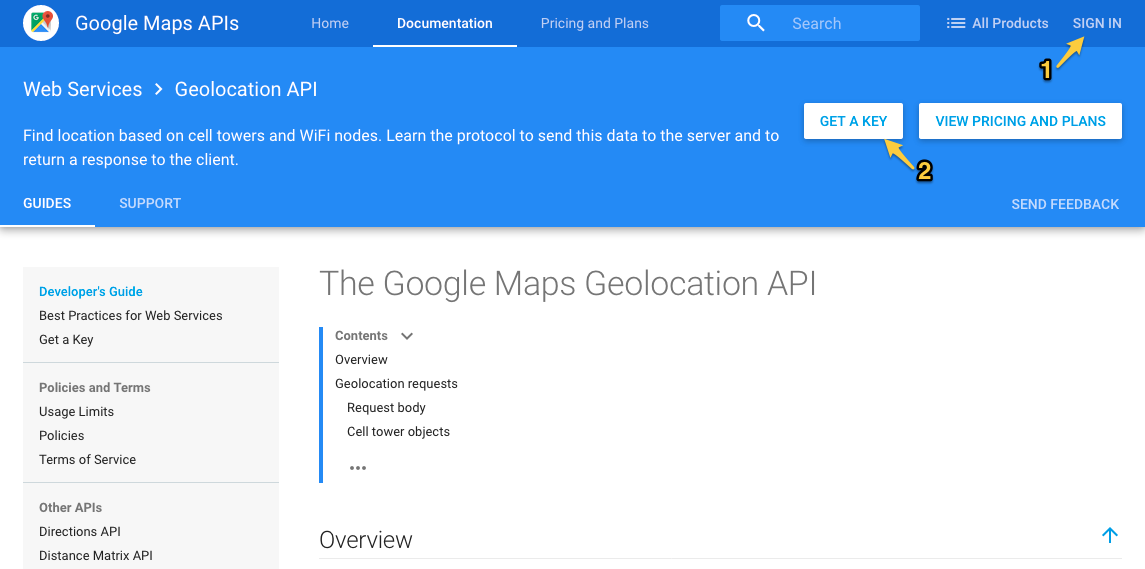 Google Maps APIs
Home
Documentation
Pricing and Plans
Search
All Products
SIGN IN
1
Web Services > Geolocation API
Find location based on cell towers and WiFi nodes. Learn the protocol to send this data to the server and to
return a response to the client.
GET A KEY
VIEW PRICING AND PLANS
2
GUIDES
SUPPORT
SEND FEEDBACK
Developer's Guide
Best Practices for Web Services
Get a Key
Policies and Terms
Usage Limits
Policies
Terms of Service
Other APIs
Directions API
Distance Matrix API
The Google Maps Geolocation API
Contents
Overview
Geolocation requests
Request body
Cell tower objects
...
Overview